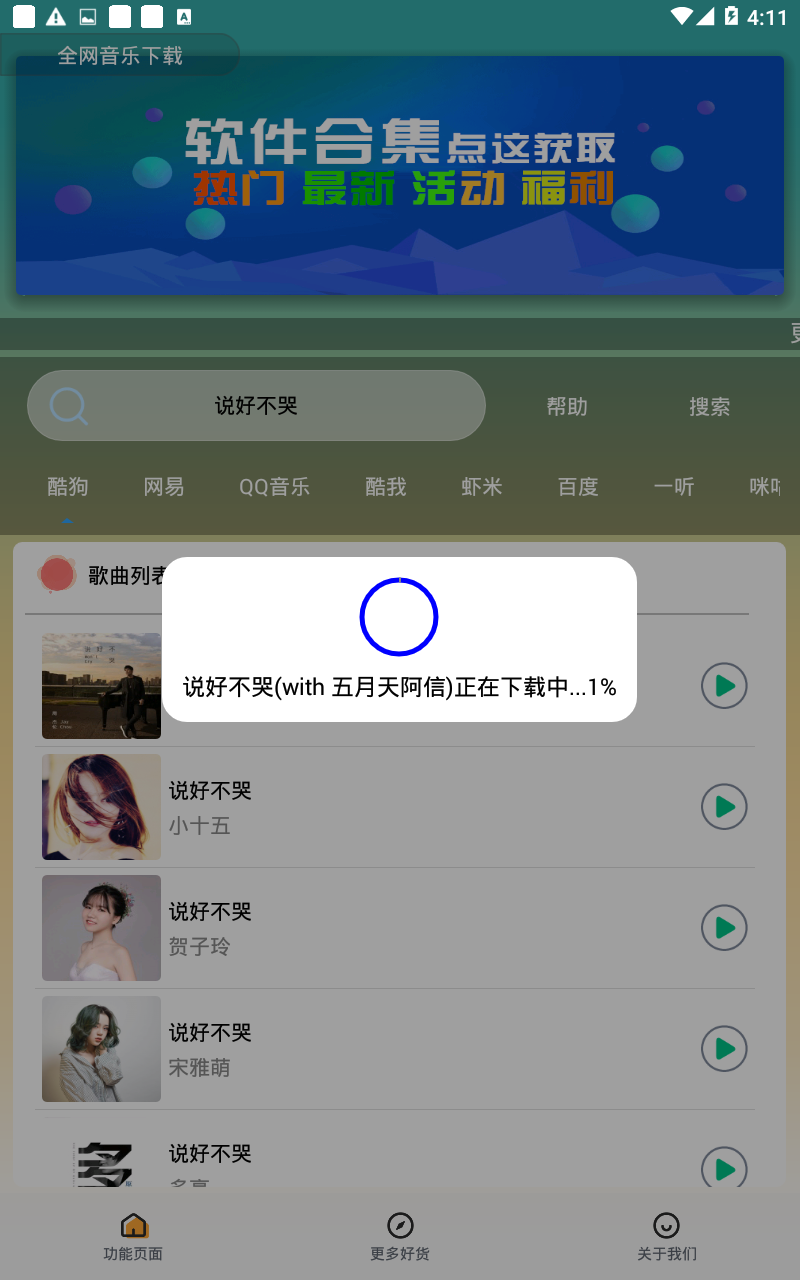 4:11
全网音乐下载
软件合集点这获取
热门 最新 活动 福利
说好不哭
帮助
搜索
酷狗
网易
QQ音乐
酷我
虾米
百度
一听
歌曲列表
说好不哭(with 五月天阿信)正在下载中...1%
说好不哭
小十五
说好不哭
贺子玲
说好不哭
宋雅萌
说好不哭
功能页面
更多好货
关于我们